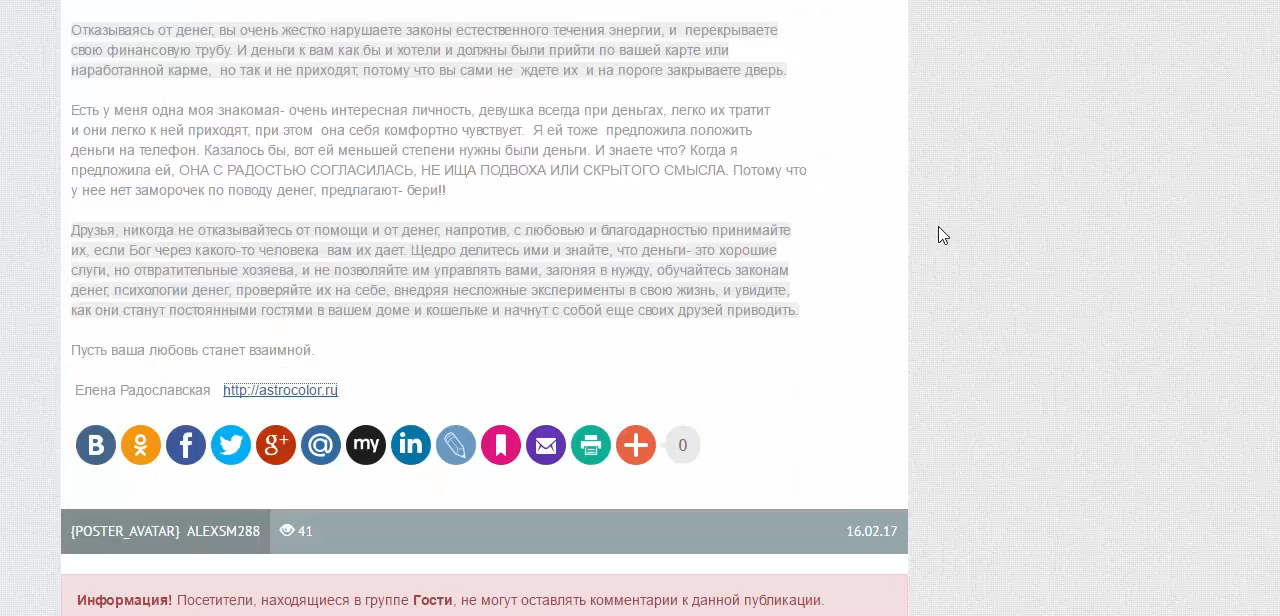 Отказываясь от денег, вы очень жестко нарушаете законы естественного течения энергии, и перекрываете
свою финансовую трубу. И деньги к вам как бы и хотели и должны были прийти по вашей карте или
наработанной карме, но так и не приходят, потому что вы сами не ждете их и на пороге закрываете дверь.
Есть у меня одна моя знакомая- очень интересная личность, девушка всегда при деньгах, легко их тратит
и они легко к ней приходят, при этом она себя комфортно чувствует. Я ей тоже предложила положить
деньги на телефон. Казалось бы, вот ей меньшей степени нужны были деньги. И знаете что? Когда я
предложила ей, ОНА С РАДОСТЬЮ СОГЛАСИЛАСЬ, НЕ ИЩА ПОДВОХА ИЛИ СКРЫТОГО СМЫСЛА. Потому что
у нее нет заморочек по поводу денег, предлагают- бери!!
Друзья, никогда не отказывайтесь от помощи и от денег, напротив, с любовью и благодарностью принимайте
их, если Бог через какого-то человека вам их дает. Щедро делитесь ими и знайте, что деньги- это хорошие
слуги, но отвратительные хозяева, и не позволяйте им управлять вами, загоняя в нужду, обучайтесь законам
денег, психологии денег, проверяйте их на себе, внедряя несложные эксперименты в свою жизнь, и увидите,
как они станут постоянными гостями в вашем доме и кошельке и начнут с собой еще своих друзей приводить.
Пусть ваша любовь станет взаимной.
Елена Радославская http://astrocolor.ru
B f g+ @ my in 0
{POSTER_AVATAR} ALEXSM288 41 16.02.17
Информация! Посетители, находящиеся в группе Гости, не могут оставлять комментарии к данной публикации.